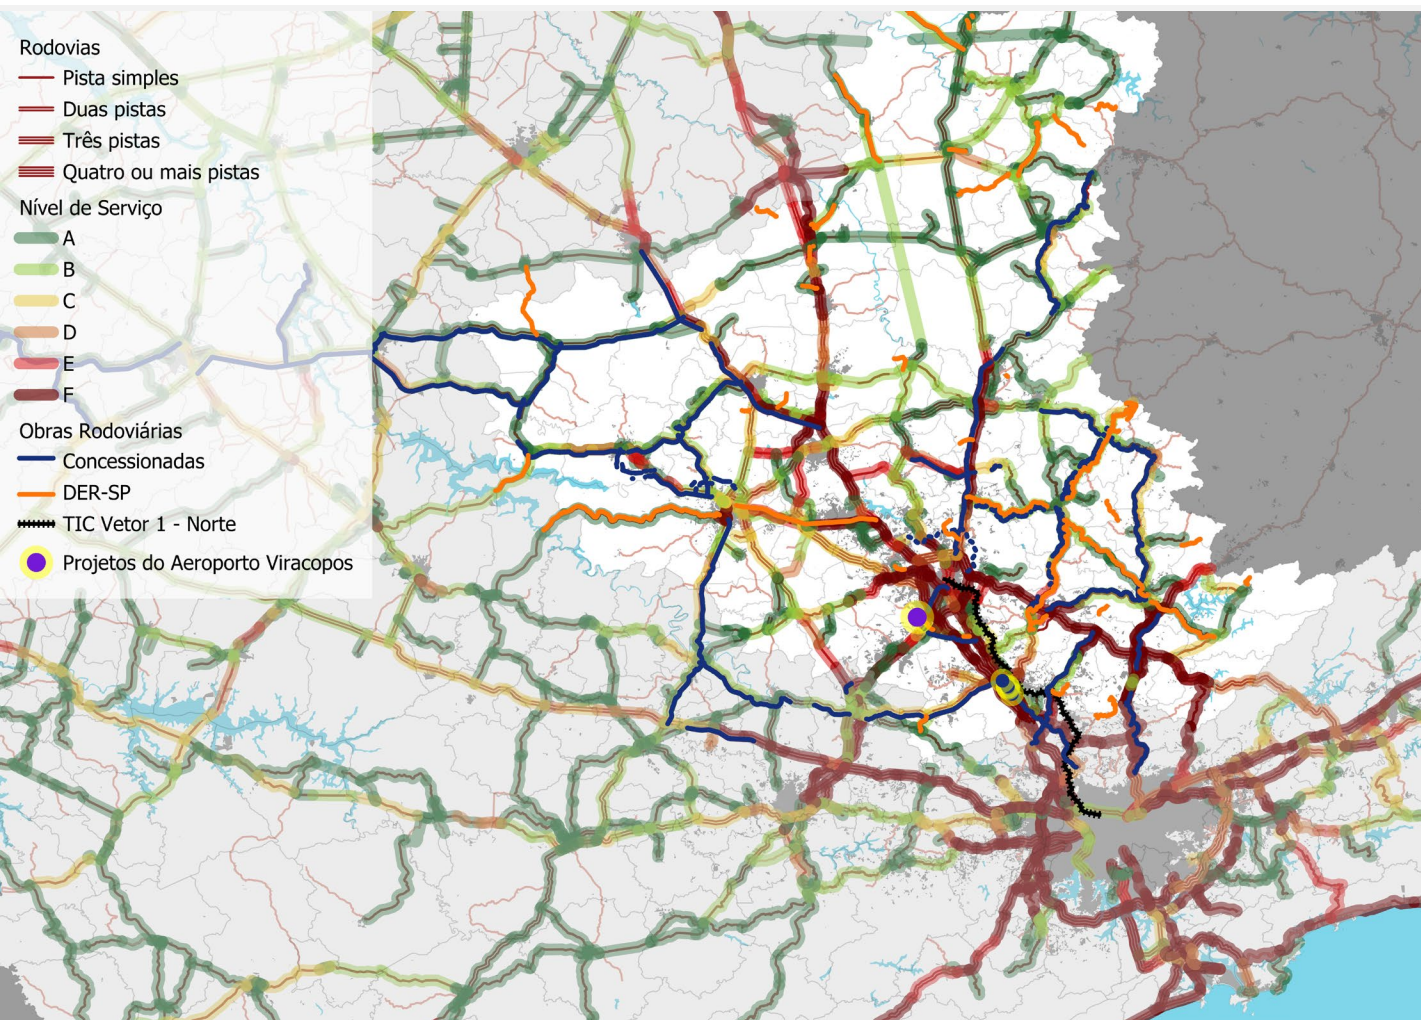 Rodovias
Pista simples
Duas pistas
Três pistas
Quatro ou mais pistas
Nível de Serviço
A
B
C
D
E
F
Obras Rodoviárias
Concessionadas
DER-SP
TIC Vetor 1 - Norte
Projetos do Aeroporto Viracopos